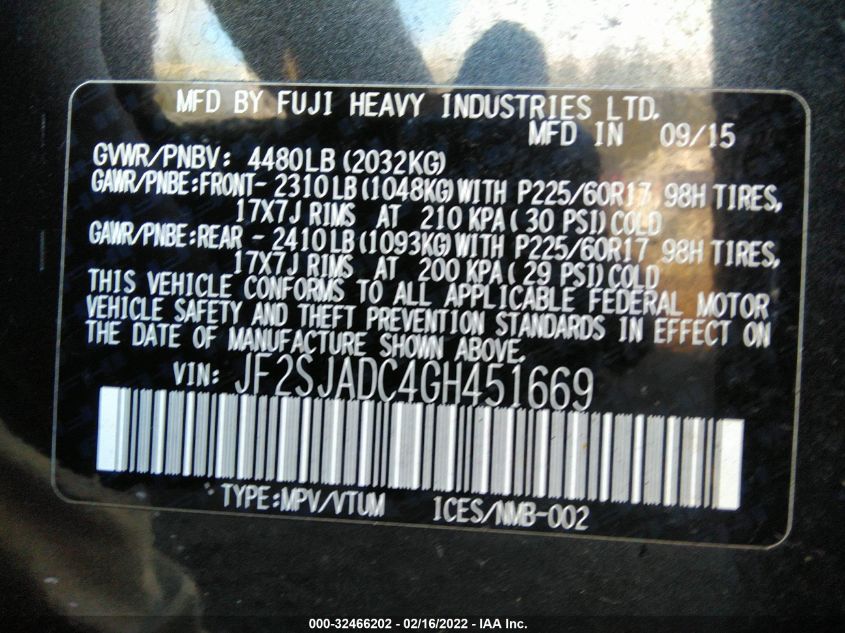 MFD BY FUJI HEAVY INDUSTRIES LTD.
MFD IN 09/15
GVWR/PNBV: 4480LB (2032KG)
GAWR/PNBE:FRONT- 2310LB (1048KG)WITH P225/60R17 98H TIRES,
17X7J RIMS AT 210 KPA( 30 PSI)COLD
GAWR/PNBE:REAR - 2410LB (1093KG)WITH P225/60R17 98H TIRES,
17X7J RIMS AT 200 KPA( 29 PSI)COLD
THIS VEHICLE CONFORMS TO ALL APPLICABLE FEDERAL MOTOR
VEHICLE SAFETY AND THEFT PREVENTION STANDARDS IN EFFECT ON
THE DATE OF MANUFACTURE SHOWN ABOVE.
VIN: JF2SJADC4GH451669
TYPE:MPV/VTUM ICES/NMB-002
000-32466202 - 02/16/2022 - IAA Inc.